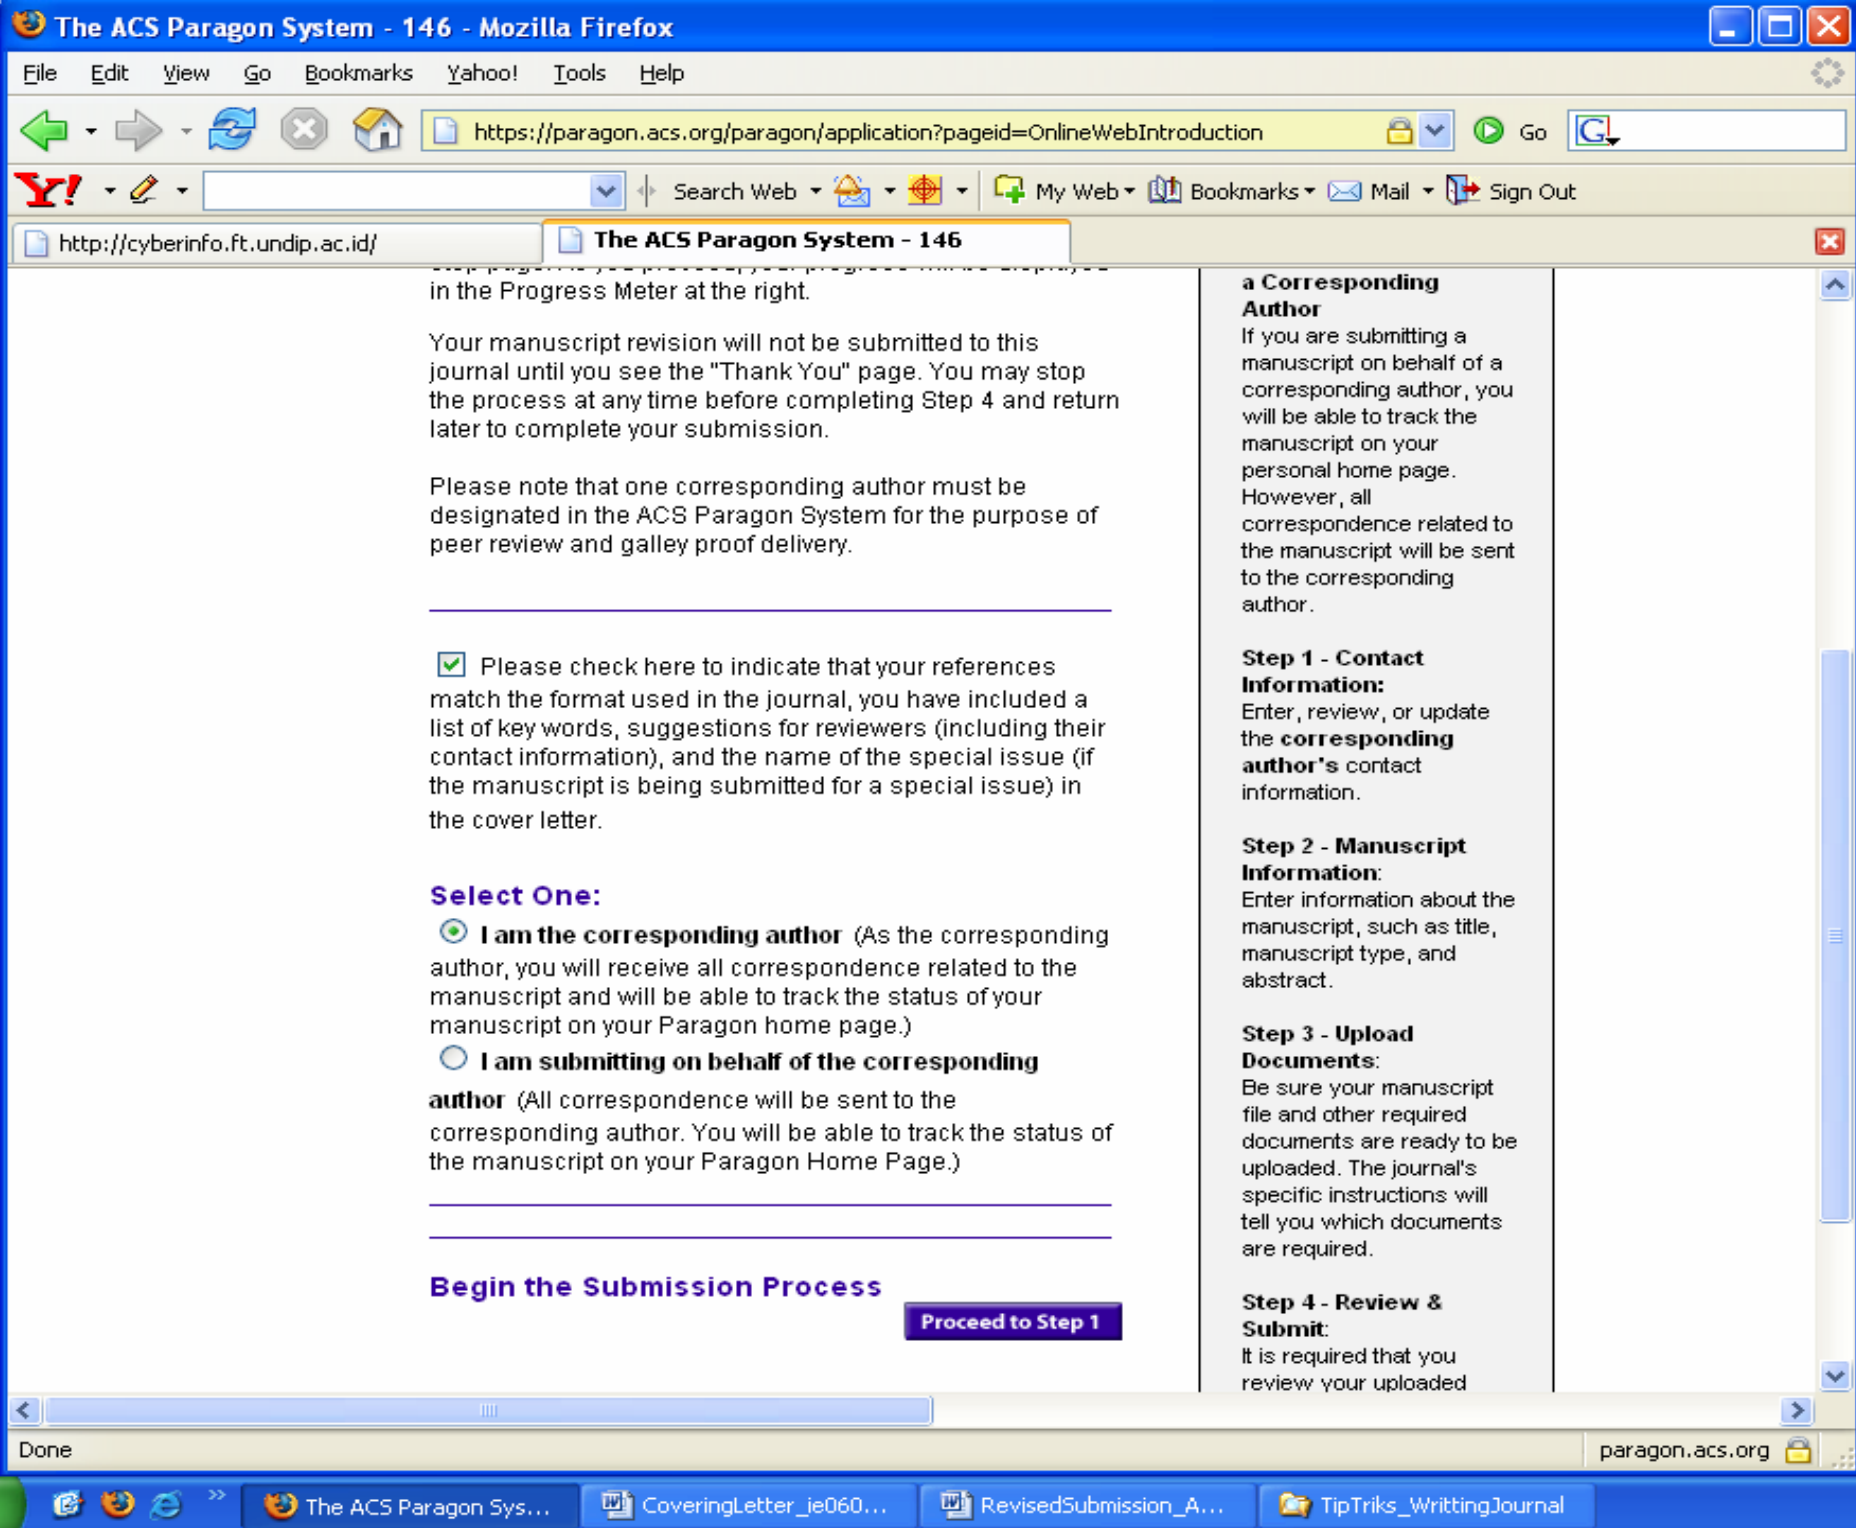 The ACS Paragon System - 146 - Mozilla Firefox
File Edit View Go Bookmarks Yahoo! Tools Help
https://paragon.acs.org/paragon/application?pageid=OnlineWebIntroduction Go G
Y! Search Web My Web Bookmarks Mail Sign Out
http://cyberinfo.ft.undip.ac.id/ The ACS Paragon System - 146
in the Progress Meter at the right.
Your manuscript revision will not be submitted to this
journal until you see the "Thank You" page. You may stop
the process at any time before completing Step 4 and return
later to complete your submission.
Please note that one corresponding author must be
designated in the ACS Paragon System for the purpose of
peer review and galley proof delivery.
Please check here to indicate that your references
match the format used in the journal, you have included a
list of key words, suggestions for reviewers (including their
contact information), and the name of the special issue (if
the manuscript is being submitted for a special issue) in
the cover letter.
Select One:
I am the corresponding author (As the corresponding
author, you will receive all correspondence related to the
manuscript and will be able to track the status of your
manuscript on your Paragon home page.)
I am submitting on behalf of the corresponding
author (All correspondence will be sent to the
corresponding author. You will be able to track the status of
the manuscript on your Paragon Home Page.)
Begin the Submission Process
Proceed to Step 1
a Corresponding
Author
If you are submitting a
manuscript on behalf of a
corresponding author, you
will be able to track the
manuscript on your
personal home page.
However, all
correspondence related to
the manuscript will be sent
to the corresponding
author.
Step 1 - Contact
Information:
Enter, review, or update
the corresponding
author's contact
information.
Step 2 - Manuscript
Information:
Enter information about the
manuscript, such as title,
manuscript type, and
abstract.
Step 3 - Upload
Documents:
Be sure your manuscript
file and other required
documents are ready to be
uploaded. The journal's
specific instructions will
tell you which documents
are required.
Step 4 - Review &
Submit:
It is required that you
review your uploaded
Done paragon.acs.org
The ACS Paragon Sys... CoveringLetter_ie060... RevisedSubmission_A... TipTriks_WrittingJournal